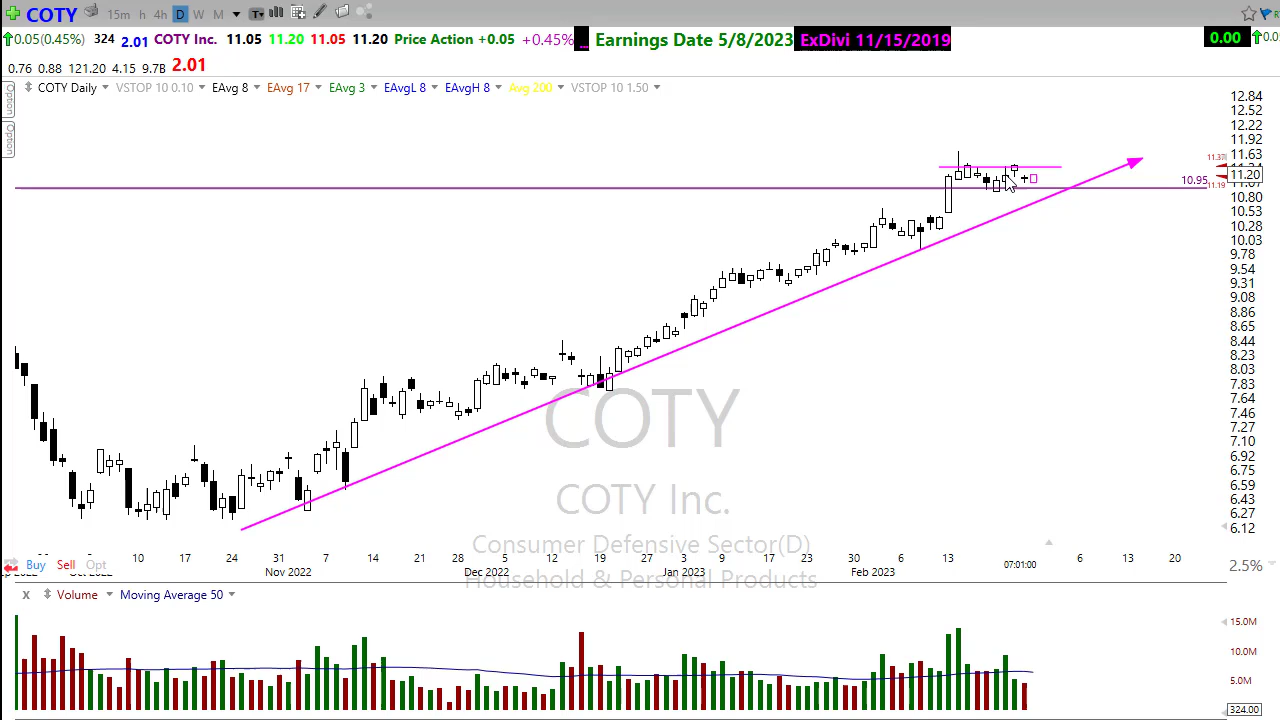 COTY 15m h 4h D W M T
0.05(0.45%) 324 2.01 COTY Inc. 11.05 11.20 11.05 11.20 Price Action +0.05 +0.45% ... Earnings Date 5/8/2023 ExDivi 11/15/2019 0.00
0.76 0.88 121.20 4.15 9.7B 2.01
Option
Option
COTY Daily VSTOP 10 0.10 EAvg 8 EAvg 17 EAvg 3 EAvgL 8 EAvgH 8 Avg 200 VSTOP 10 1.50
12.84
12.52
12.22
11.92
11.63
11.20
10.95
11.19
10.80
10.53
10.28
10.03
9.78
9.54
9.31
9.08
8.86
8.65
8.44
8.23
8.03
7.83
7.64
7.46
7.27
7.10
6.92
6.75
6.59
6.43
6.27
6.12
COTY
COTY Inc.
Consumer Defensive Sector(D)
Household & Personal Products
10 17 24 31 7 14 21 28 5 12 19 27 3 9 17 23 30 6 13 6 13 20
Nov 2022 Dec 2022 Jan 2023 Feb 2023 07:01:00
Buy Sell Opt
2.5%
X Volume Moving Average 50
15.0M
10.0M
5.0M
324.00